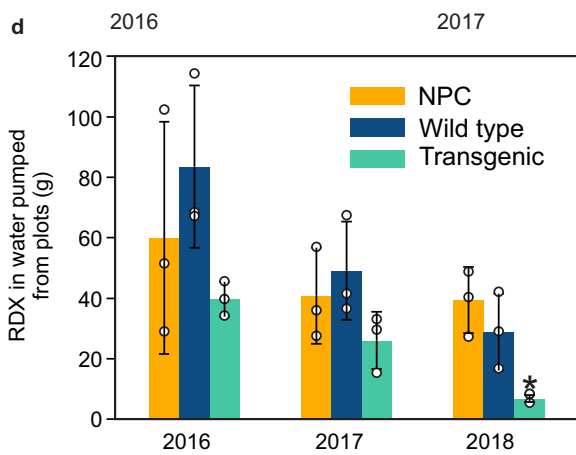 d
2016 2017
120
100
80
60
40
20
0
RDX in water pumped
from plots (g)
NPC
Wild type
Transgenic
*
2016 2017 2018